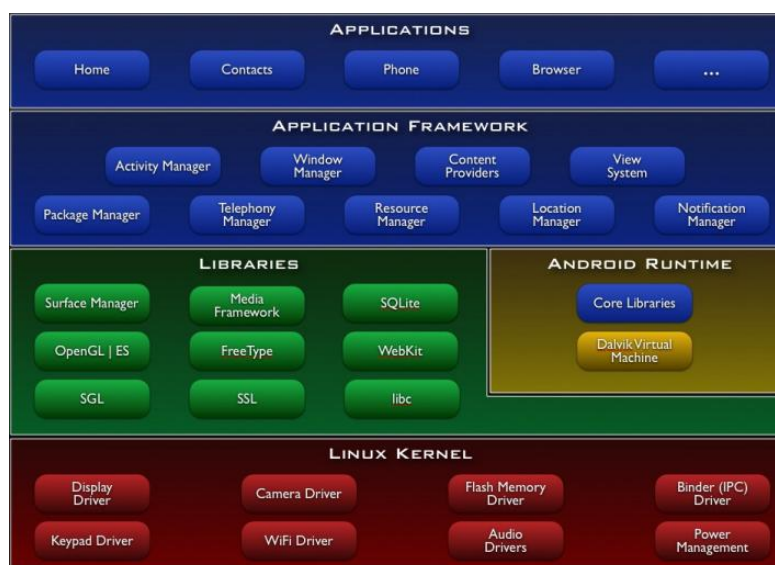 APPLICATIONS
Home
Contacts
Phone
Browser
...
APPLICATION FRAMEWORK
Activity Manager
Window
Manager
Content
Providers
View
System
Package Manager
Telephony
Manager
Resource
Manager
Location
Manager
Notification
Manager
LIBRARIES
Surface Manager
Media
Framework
SQLite
OpenGL | ES
FreeType
WebKit
SGL
SSL
libc
ANDROID RUNTIME
Core Libraries
Dalvik Virtual
Machine
LINUX KERNEL
Display
Driver
Camera Driver
Flash Memory
Driver
Binder (IPC)
Driver
Keypad Driver
WiFi Driver
Audio
Drivers
Power
Management